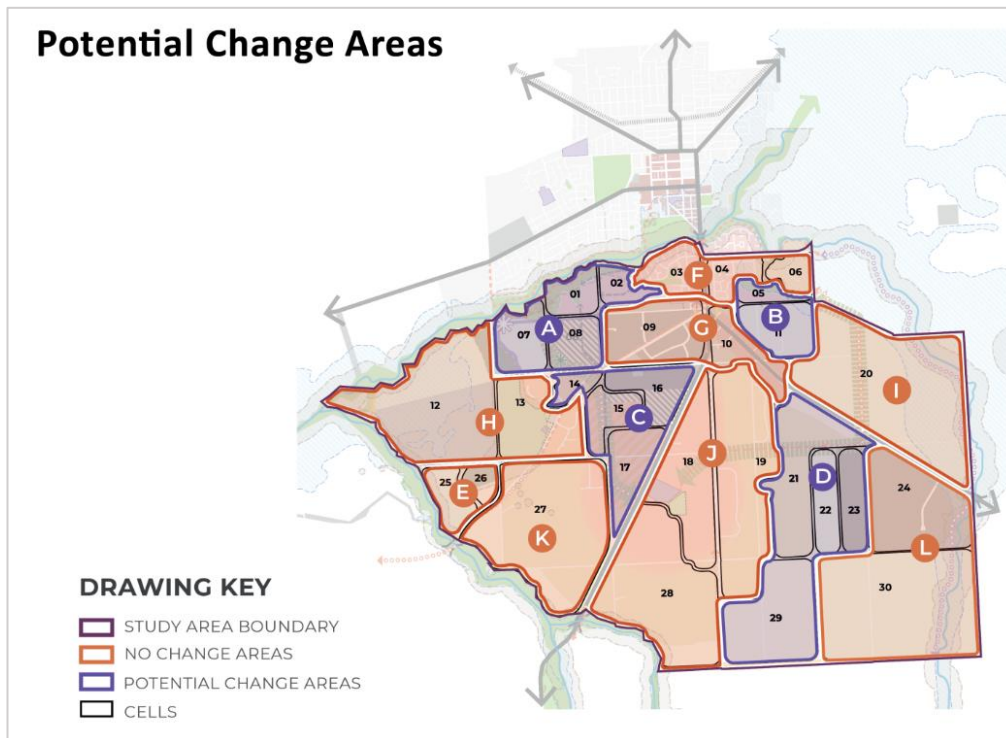 Potential Change Areas
01
02
03
F
04
06
05
07
A
08
09
G
10
B
11
20
I
12
13
H
14
15
16
C
17
18
J
19
21
D
22
23
24
L
25
26
E
27
K
28
29
30
DRAWING KEY
STUDY AREA BOUNDARY
NO CHANGE AREAS
POTENTIAL CHANGE AREAS
CELLS